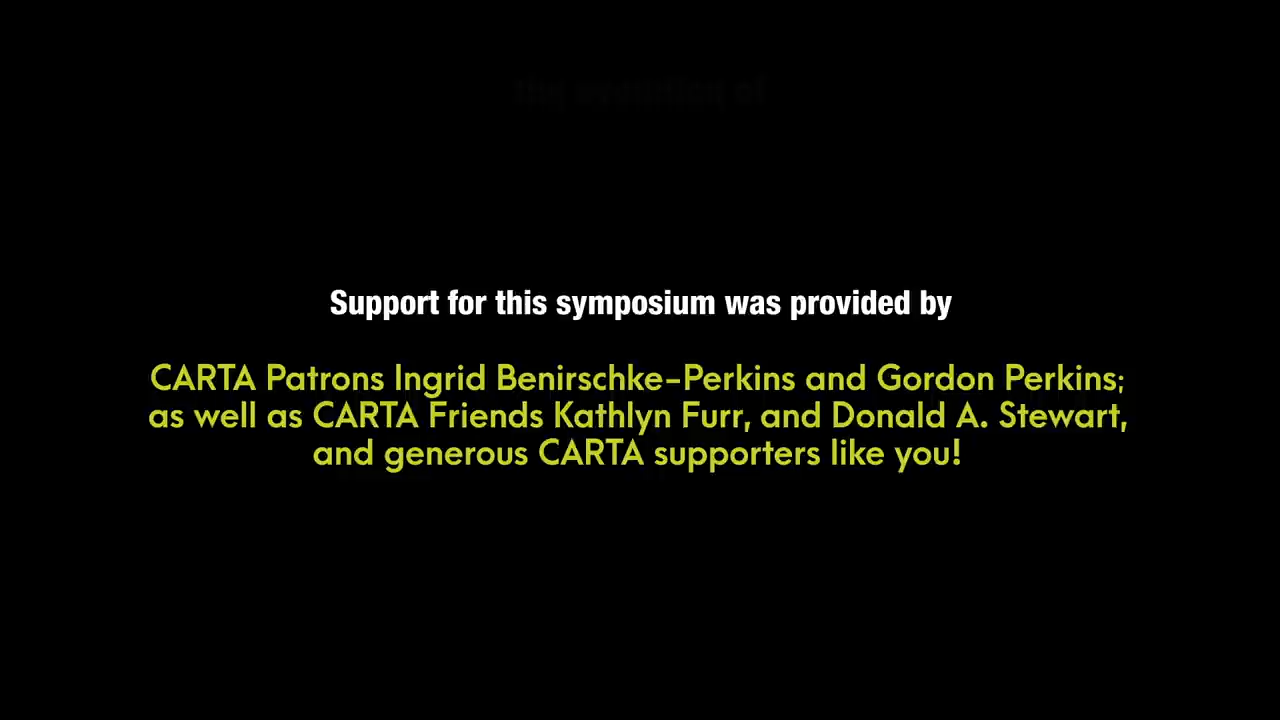 Support for this symposium was provided by
CARTA Patrons Ingrid Benirschke-Perkins and Gordon Perkins;
as well as CARTA Friends Kathlyn Furr, and Donald A. Stewart,
and generous CARTA supporters like you!